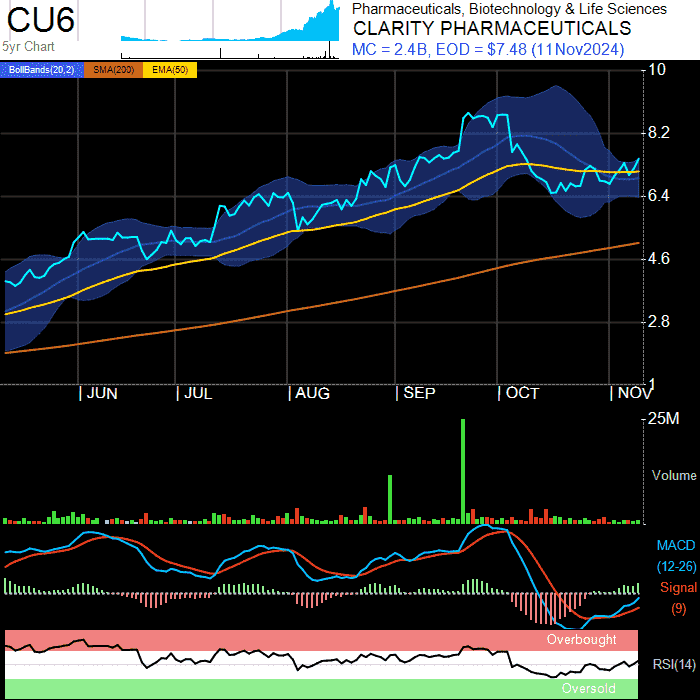 CU6
5yr Chart
Pharmaceuticals, Biotechnology & Life Sciences
CLARITY PHARMACEUTICALS
MC = 2.4B, EOD = $7.48 (11Nov2024)
BollBands(20,2) SMA(200) EMA(50)
10
8.2
6.4
4.6
2.8
1
JUN JUL AUG SEP OCT NOV
25M
Volume
MACD
(12-26)
Signal
(9)
Overbought
RSI(14)
Oversold